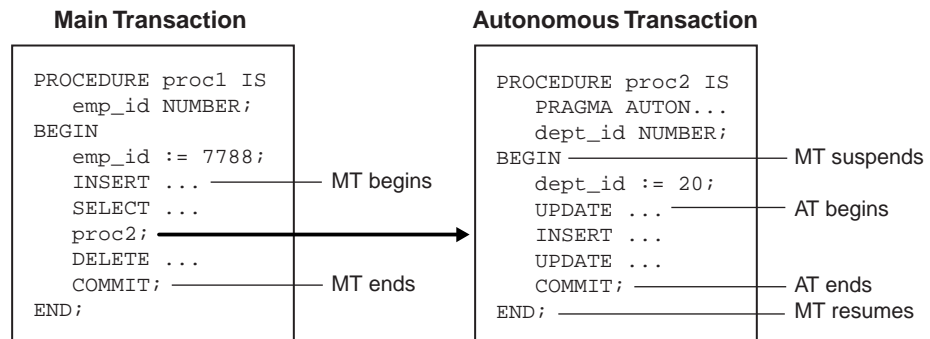 Main Transaction
PROCEDURE proc1 IS
emp_id NUMBER;
BEGIN
emp_id := 7788;
INSERT ...
SELECT ...
proc2;
DELETE ...
COMMIT;
END;
MT begins
MT ends
Autonomous Transaction
PROCEDURE proc2 IS
PRAGMA AUTON...
dept_id NUMBER;
BEGIN
dept_id := 20;
UPDATE ...
INSERT ...
UPDATE ...
COMMIT;
END;
MT suspends
AT begins
AT ends
MT resumes